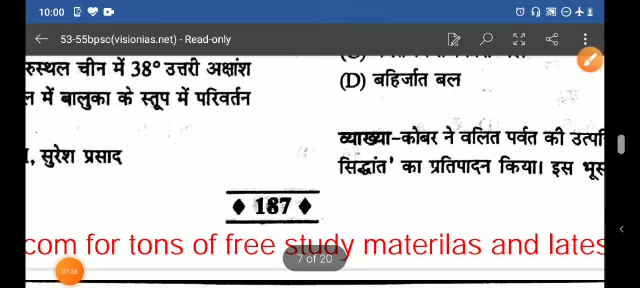 10:00
53-55bpsc(visionias.net) - Read-only
रुस्थल चीन में 38° उत्तरी अक्षांश
ल में बालुका के स्तूप में परिवर्तन
सुरेश प्रसाद
187
(D) बहिर्जात बल
व्याख्या-कोबर ने वलित पर्वत की उत्पि
सिद्धांत' का प्रतिपादन किया। इस भूस
com for tons of free study materilas and lates
7 of 20
07:28